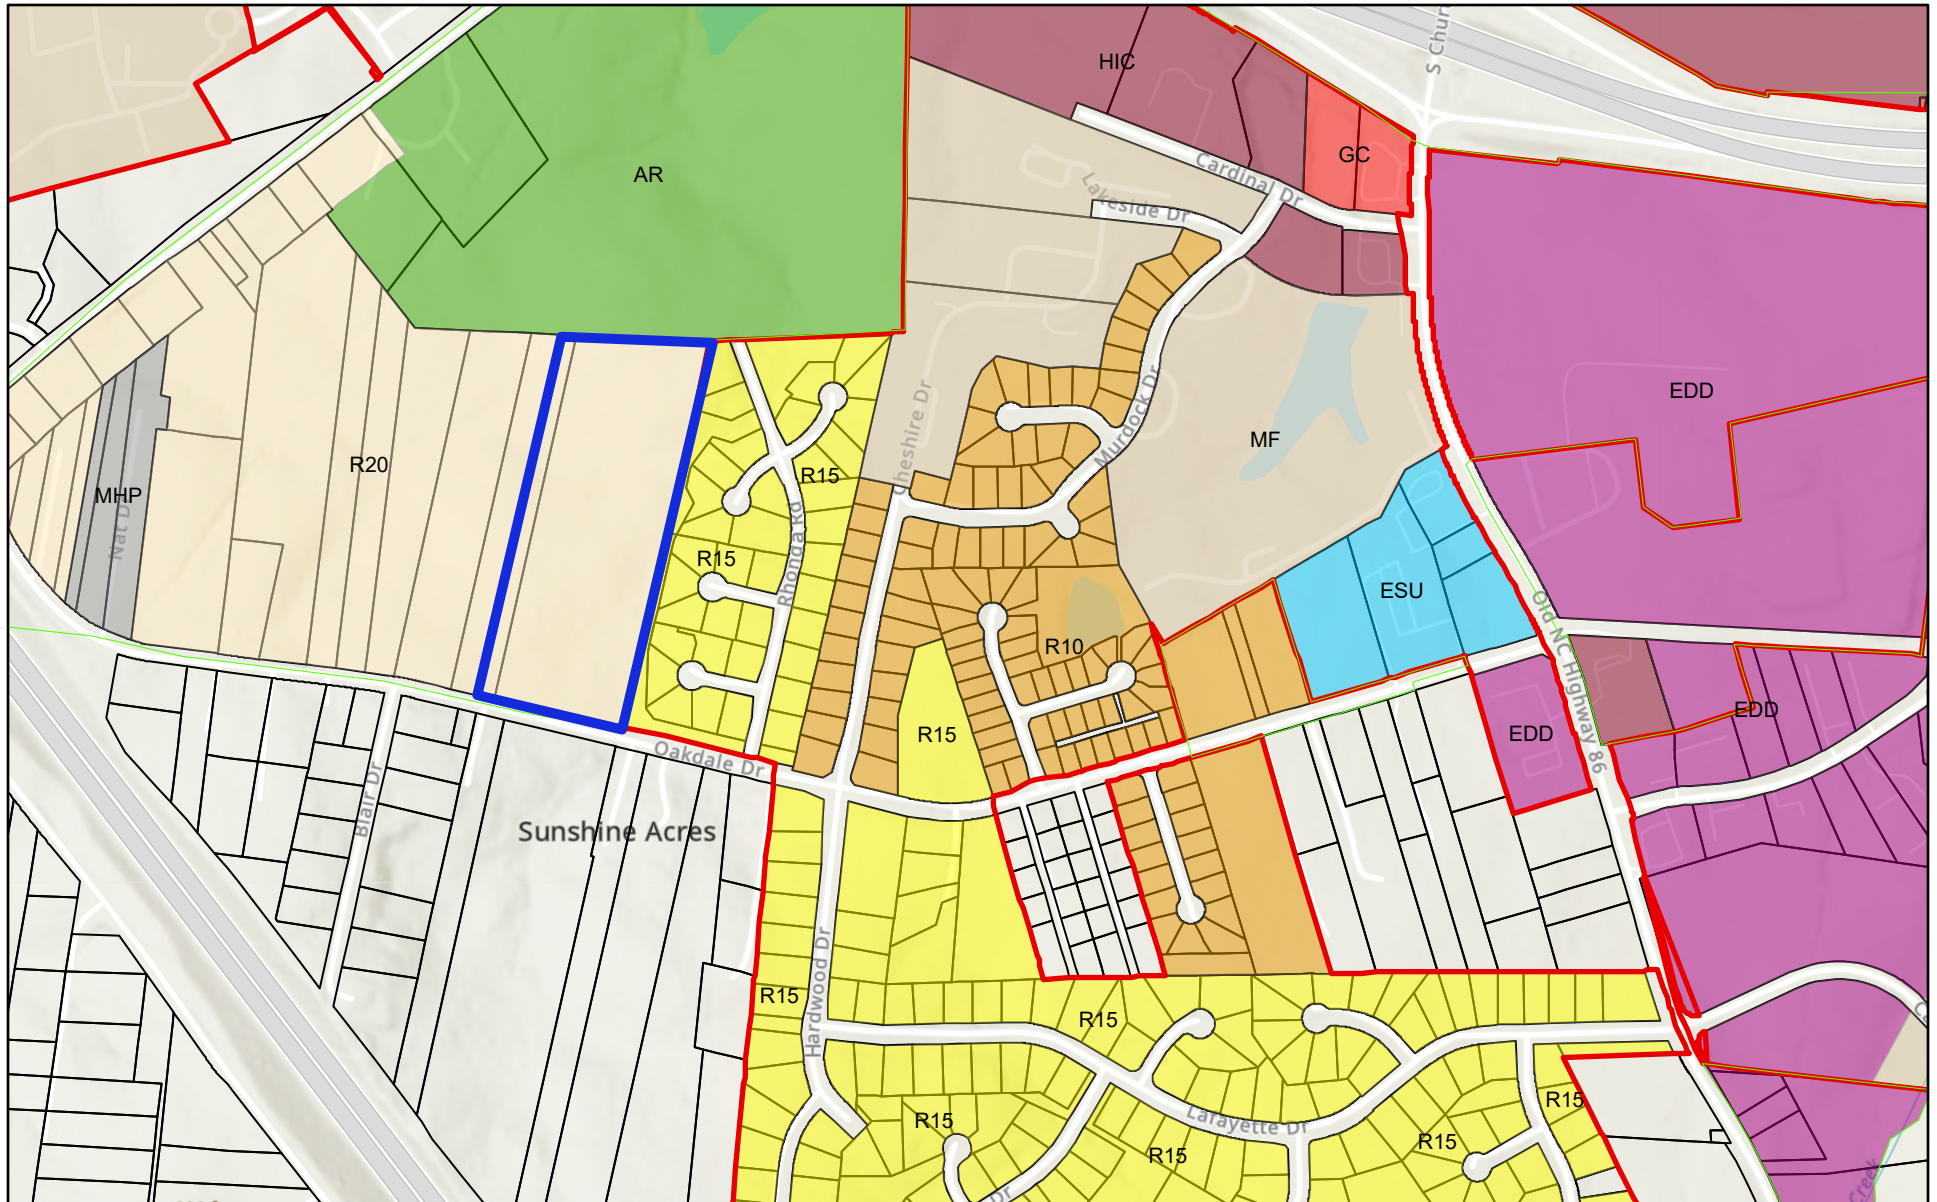 S Chur
HIC
GC
Cardinal Dr
AR
Lakeside Dr
EDD
Cheshire Dr
Murdock Dr
MF
R20
R15
MHP
Nat D
Rhonda Rd
R15
ESU
Old NC Highway 86
R10
EDD
R15
EDD
Oakdale Dr
Blair Dr
Sunshine Acres
Hardwood Dr
R15
R15
Ca
R15
R15
Lafayette Dr
R15
R15
Dr
Creek